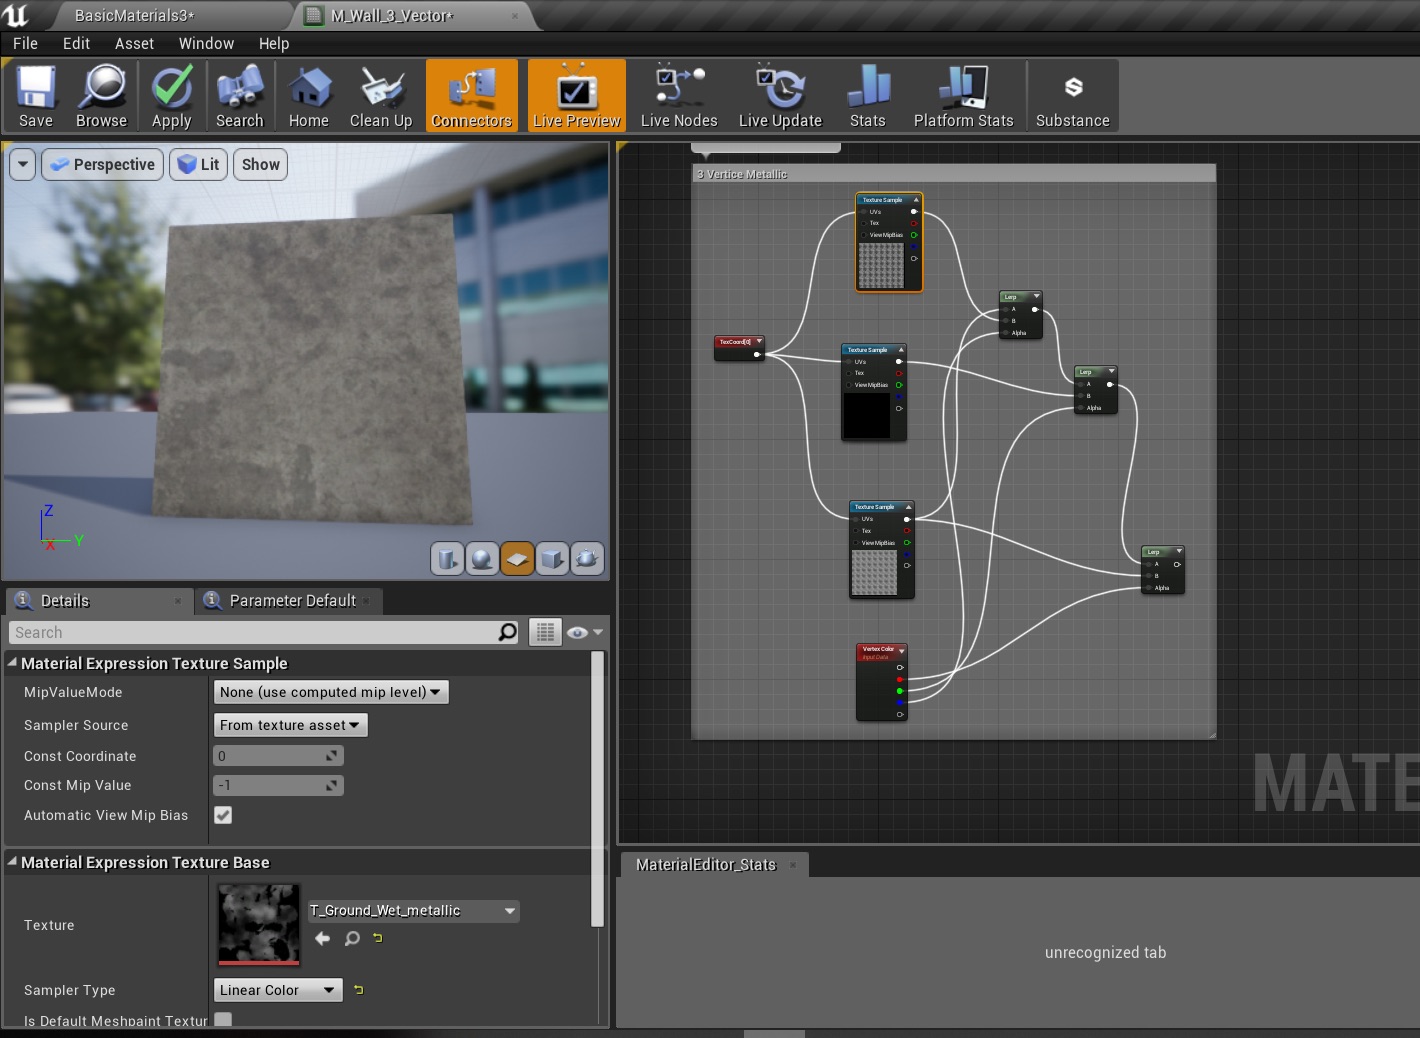 BasicMaterials3*
M_Wall_3_Vector*
File Edit Asset Window Help
Save Browse Apply Search Home Clean Up Connectors Live Preview Live Nodes Live Update Stats Platform Stats Substance
Perspective Lit Show
Z
Y
X
3 Vertice Metallic
Texture Sample
UVs
Tex
View MipBias
Lerp
A
B
Alpha
TexCoord[0]
Texture Sample
UVs
Tex
View MipBias
Lerp
A
B
Alpha
Texture Sample
UVs
Tex
View MipBias
Lerp
A
B
Alpha
Vertex Color
Input Data
MATE
Details
Parameter Default
Search
Material Expression Texture Sample
MipValueMode None (use computed mip level)
Sampler Source From texture asset
Const Coordinate 0
Const Mip Value -1
Automatic View Mip Bias
Material Expression Texture Base
Texture T_Ground_Wet_metallic
Sampler Type Linear Color
Is Default Meshpaint Textur
MaterialEditor_Stats
unrecognized tab